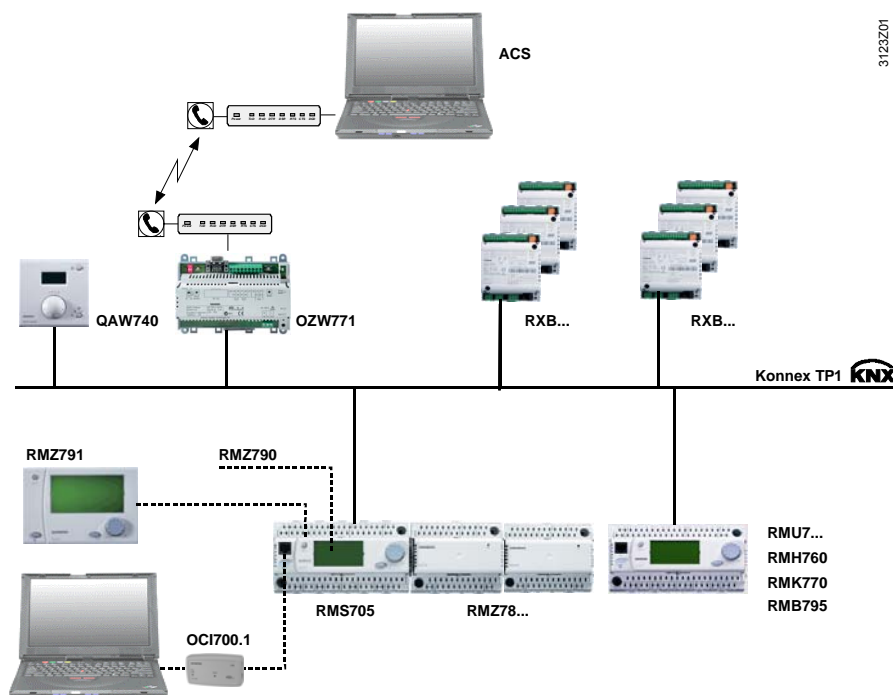 ACS
3123Z01
QAW740
OZW771
RXB...
RXB...
Konnex TP1 KNX
RMZ791
RMZ790
RMU7...
RMH760
RMK770
RMB795
RMS705
RMZ78...
OCI700.1